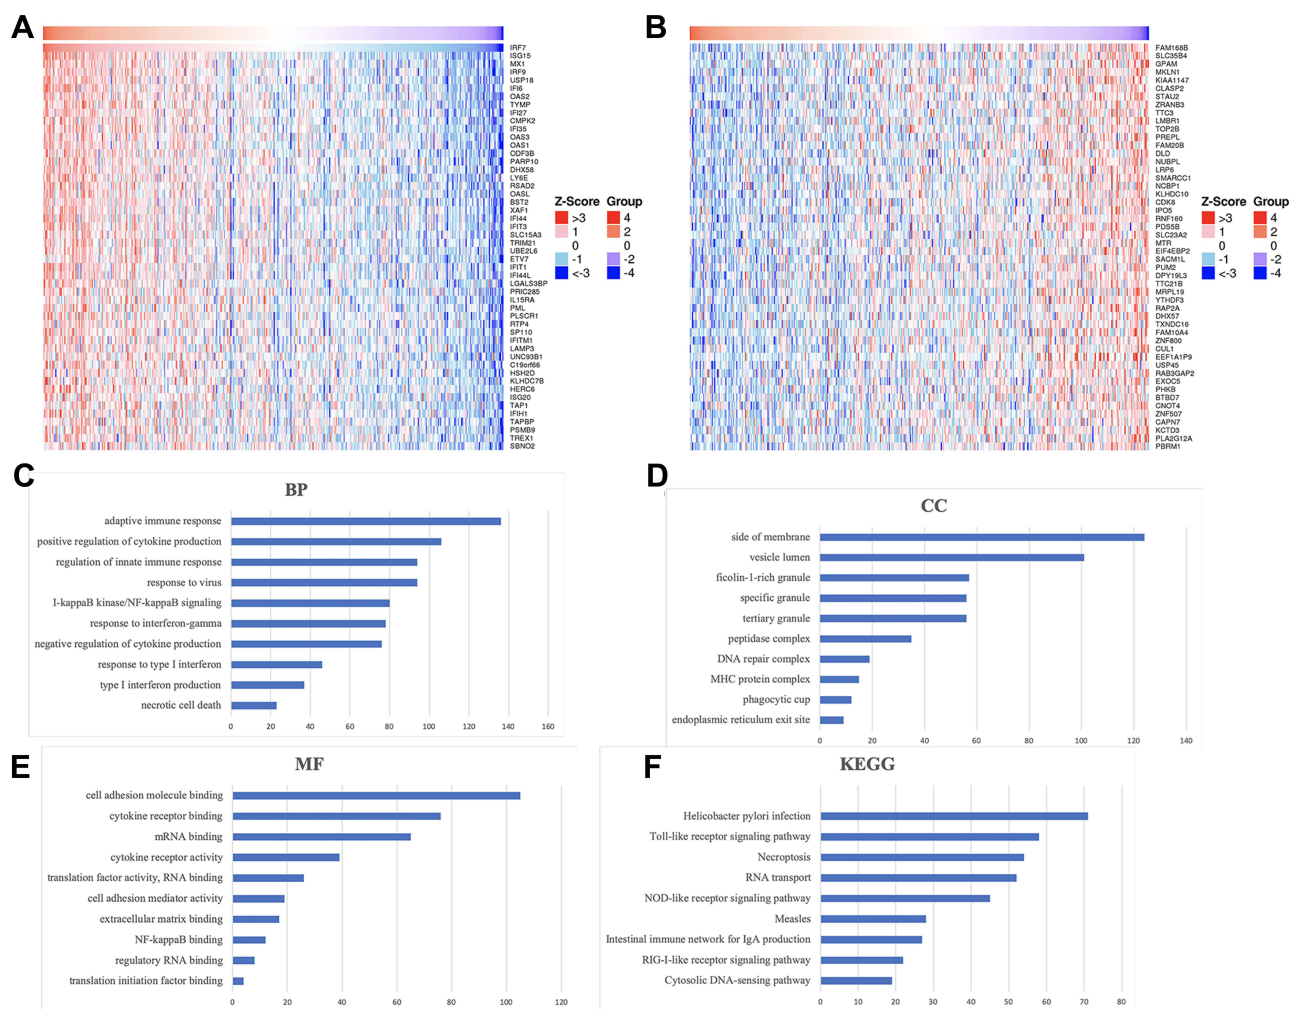 A
IRF7
ISG15
MX1
IRF9
USP18
IFI6
OAS2
TYMP
IFI27
CMPK2
IFI35
OAS3
OAS1
ODF3B
PARP10
DHX58
LY6E
RSAD2
OASL
BST2
XAF1
IFI44
IFIT3
SLC15A3
TRIM21
UBE2L6
ETV7
IFIT1
IFI44L
LGALS3BP
PRIC285
IL15RA
PML
PLSCR1
RTP4
SP110
IFITM1
LAMP3
UNC93B1
C19orf66
HSH2D
KLHDC7B
HERC6
ISG20
TAP1
IFIH1
TAPBP
PSMB9
TREX1
SBNO2
Z-Score Group
>3 4
1 2
0 0
-1 -2
<-3 -4
B
FAM168B
SLC35B4
GPAM
MKLN1
KIAA1147
CLASP2
STAU2
ZRANB3
TTC3
LMBR1
TOP2B
PREPL
FAM20B
DLD
NUBPL
LRP6
SMARCC1
NCBP1
KLHDC10
CDK8
IPO5
RNF160
PDS5B
SLC23A2
MTR
EIF4EBP2
SACM1L
PUM2
DPY19L3
TTC21B
MRPL19
YTHDF3
RAP2A
DHX57
TXNDC16
FAM10A4
ZNF800
CUL1
EEF1A1P9
USP45
RAB3GAP2
EXOC5
PHKB
BTBD7
CNOT4
ZNF507
CAPN7
KCTD3
PLA2G12A
PBRM1
Z-Score Group
>3 4
1 2
0 0
-1 -2
<-3 -4
C
BP
adaptive immune response
positive regulation of cytokine production
regulation of innate immune response
response to virus
I-kappaB kinase/NF-kappaB signaling
response to interferon-gamma
negative regulation of cytokine production
response to type I interferon
type I interferon production
necrotic cell death
0 20 40 60 80 100 120 140 160
D
CC
side of membrane
vesicle lumen
ficolin-1-rich granule
specific granule
tertiary granule
peptidase complex
DNA repair complex
MHC protein complex
phagocytic cup
endoplasmic reticulum exit site
0 20 40 60 80 100 120 140
E
MF
cell adhesion molecule binding
cytokine receptor binding
mRNA binding
cytokine receptor activity
translation factor activity, RNA binding
cell adhesion mediator activity
extracellular matrix binding
NF-kappaB binding
regulatory RNA binding
translation initiation factor binding
0 20 40 60 80 100 120
F
KEGG
Helicobacter pylori infection
Toll-like receptor signaling pathway
Necroptosis
RNA transport
NOD-like receptor signaling pathway
Measles
Intestinal immune network for IgA production
RIG-I-like receptor signaling pathway
Cytosolic DNA-sensing pathway
0 10 20 30 40 50 60 70 80